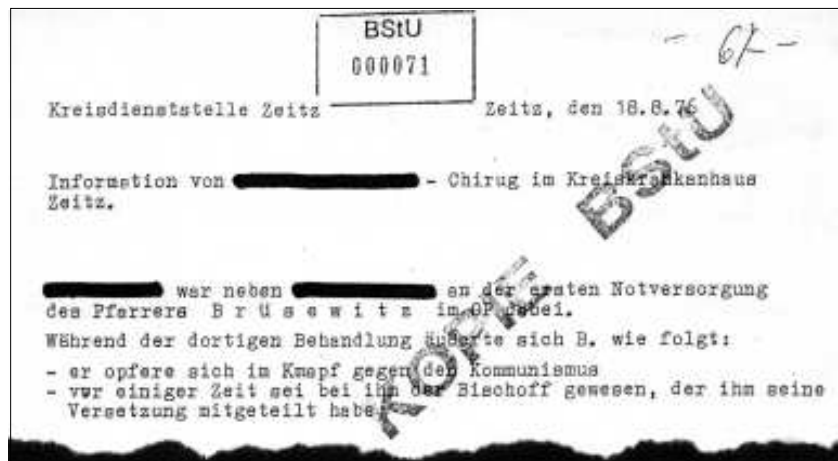 BStU
000071
- 67 -
Kreisdienststelle Zeitz
Zeitz, den 18.8.76
Information von - Chirug im Kreiskrankenhaus
Zeitz.
war neben an der ersten Notversorgung
des Pfarrers B r ü s e w i t z im OP dabei.
Während der dortigen Behandlung äußerte sich B. wie folgt:
- er opfere sich im Kmapf gegen den Kommunismus
- vor einiger Zeit sei bei ihm der Bischoff gewesen, der ihm seine
Versetzung mitgeteilt habe
KOPIE BStU